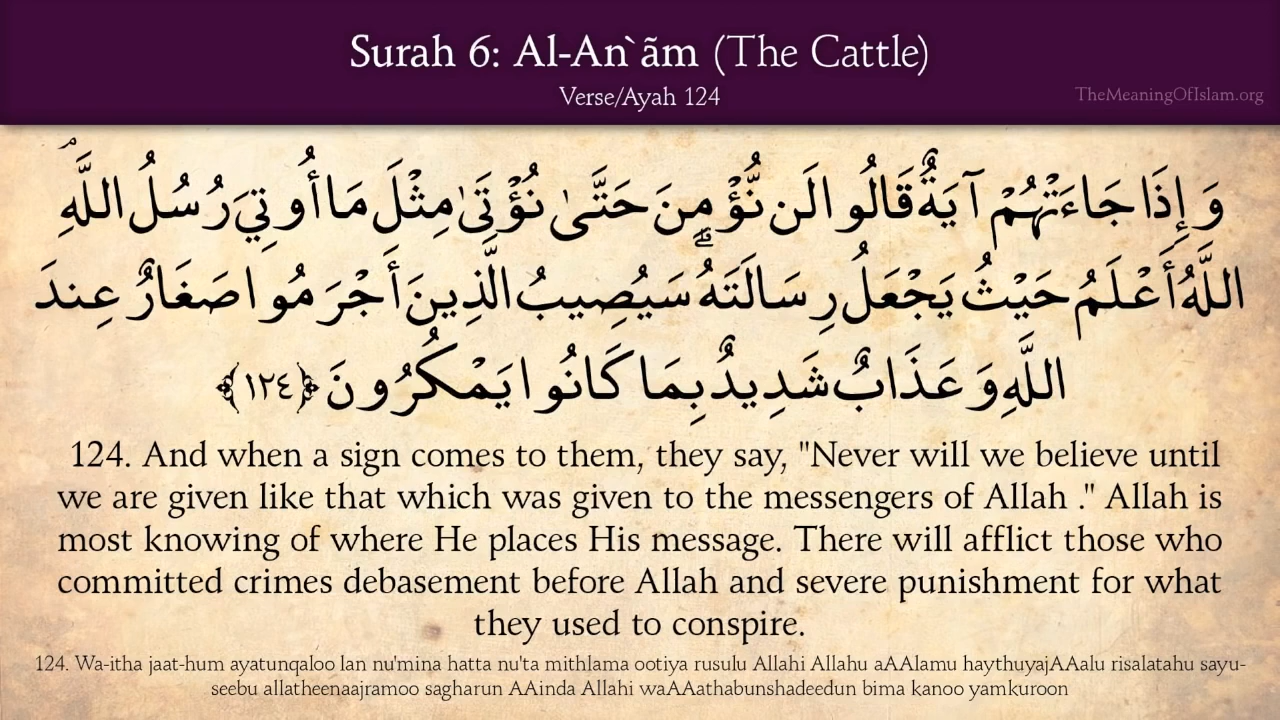 Surah 6: Al-An`ãm (The Cattle)
Verse/Ayah 124
TheMeaningOfIslam.org
وَإِذَا جَاءَتْهُمْ آيَةٌ قَالُوا لَن نُّؤْمِنَ حَتَّىٰ نُؤْتَىٰ مِثْلَ مَا أُوتِيَ رُسُلُ اللَّهِ ۘ
اللَّهُ أَعْلَمُ حَيْثُ يَجْعَلُ رِسَالَتَهُ ۗ سَيُصِيبُ الَّذِينَ أَجْرَمُوا صَغَارٌ عِندَ
اللَّهِ وَعَذَابٌ شَدِيدٌ بِمَا كَانُوا يَمْكُرُونَ ﴿١٢٤﴾
124. And when a sign comes to them, they say, "Never will we believe until
we are given like that which was given to the messengers of Allah ." Allah is
most knowing of where He places His message. There will afflict those who
committed crimes debasement before Allah and severe punishment for what
they used to conspire.
124. Wa-itha jaat-hum ayatunqaloo lan nu'mina hatta nu'ta mithlama ootiya rusulu Allahi Allahu aAAlamu haythuyajAAalu risalatahu sayu-
seebu allatheenaajramoo sagharun AAinda Allahi waAAathabunshadeedun bima kanoo yamkuroon